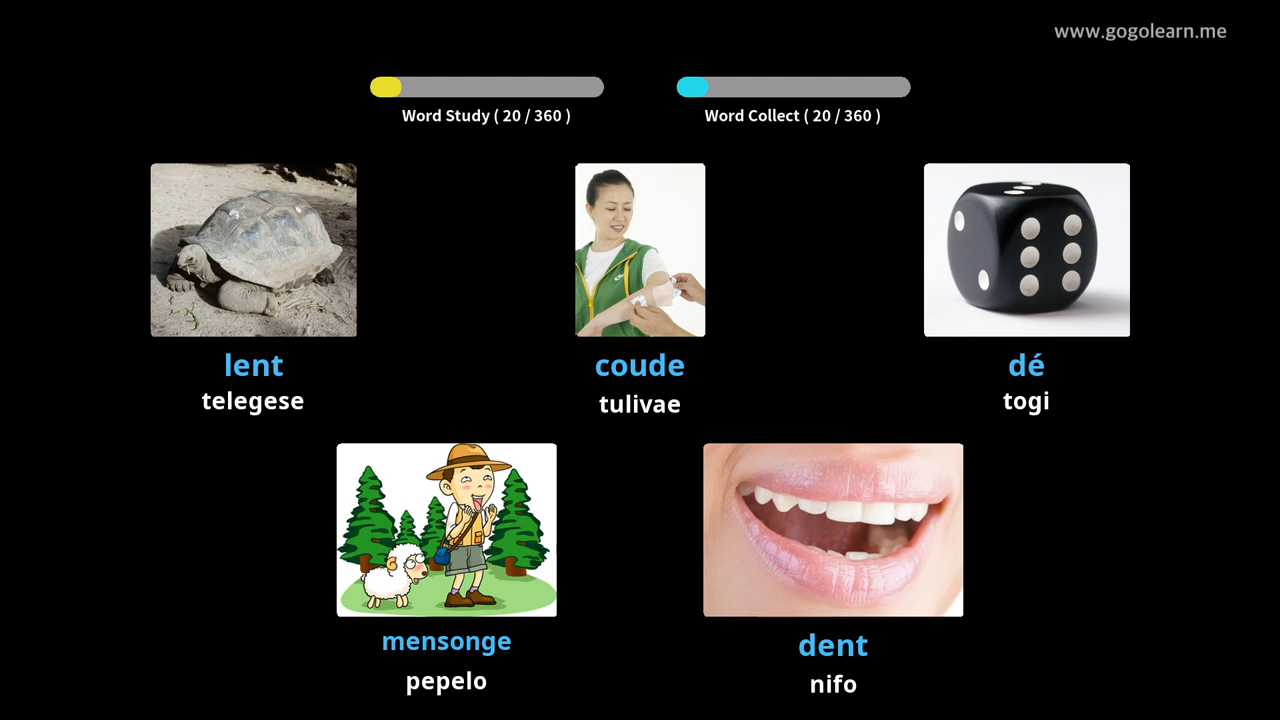 www.gogolearn.me
Word Study ( 20 / 360 )
Word Collect ( 20 / 360 )
lent
telegese
coude
tulivae
dé
togi
mensonge
pepelo
dent
nifo